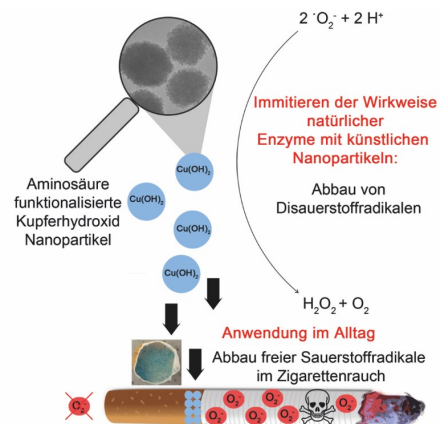 2 ·O₂⁻ + 2 H⁺
Immitieren der Wirkweise
natürlicher
Enzyme mit künstlichen
Nanopartikeln:
Abbau von
Disauerstoffradikalen
Cu(OH)₂
Cu(OH)₂
Cu(OH)₂
Cu(OH)₂
Aminosäure
funktionalisierte
Kupferhydroxid
Nanopartikel
H₂O₂ + O₂
Anwendung im Alltag
Abbau freier Sauerstoffradikale
im Zigarettenrauch
O₂⁻
O₂⁻
O₂⁻
O₂⁻
O₂⁻
O₂⁻
O₂⁻